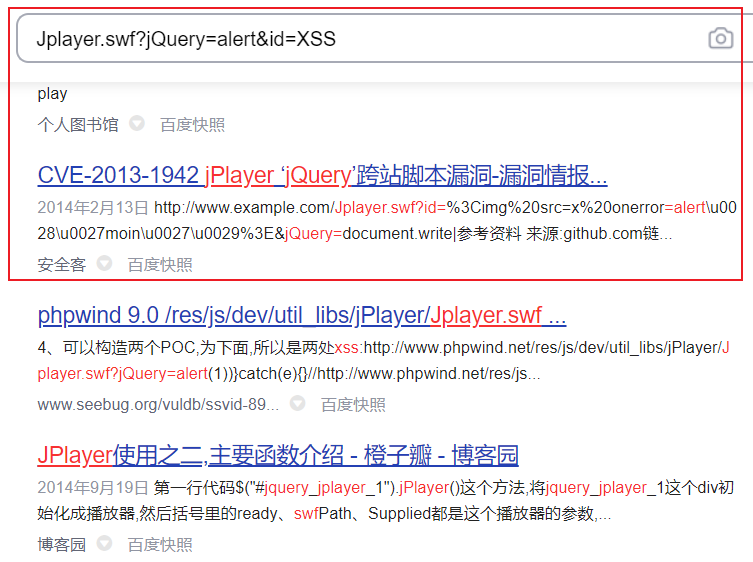 Jplayer.swf?jQuery=alert&id=XSS
play
个人图书馆 百度快照
CVE-2013-1942 jPlayer ‘jQuery’跨站脚本漏洞-漏洞情报...
2014年2月13日 http://www.example.com/Jplayer.swf?id=%3Cimg%20src=x%20onerror=alert\u00
28\u0027moin\u0027\u0029%3E&jQuery=document.write|参考资料 来源:github.com链...
安全客 百度快照
phpwind 9.0 /res/js/dev/util_libs/jPlayer/Jplayer.swf ...
4、可以构造两个POC,为下面,所以是两处xss:http://www.phpwind.net/res/js/dev/util_libs/jPlayer/J
player.swf?jQuery=alert(1))}catch(e){}//http://www.phpwind.net/res/js...
www.seebug.org/vuldb/ssvid-89... 百度快照
JPlayer使用之二,主要函数介绍 - 橙子瓣 - 博客园
2014年9月19日 第一行代码$("#jquery_jplayer_1").jPlayer()这个方法,将jquery_jplayer_1这个div初
始化成播放器,然后括号里的ready、swfPath、Supplied都是这个播放器的参数,...
博客园 百度快照